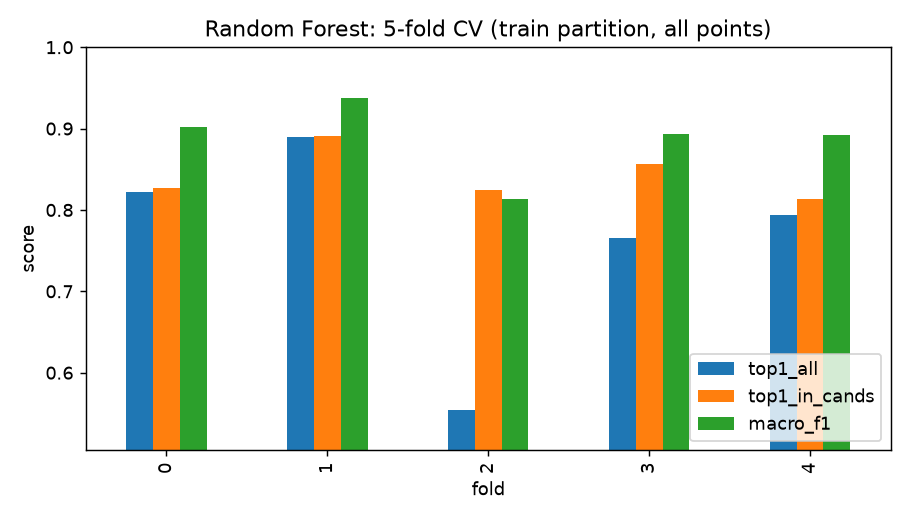 Random Forest: 5-fold CV (train partition, all points)
1.0
0.9
0.8
0.7
0.6
score
top1_all
top1_in_cands
macro_f1
0 1 2 3 4
fold